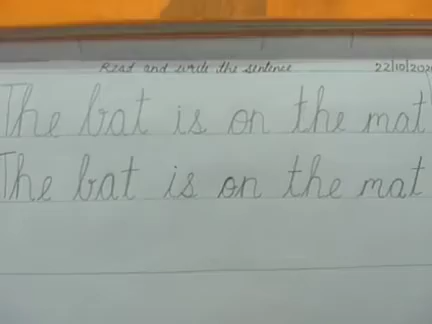 Read and write the sentence 22/10/202
The bat is on the mat
The bat is on the mat